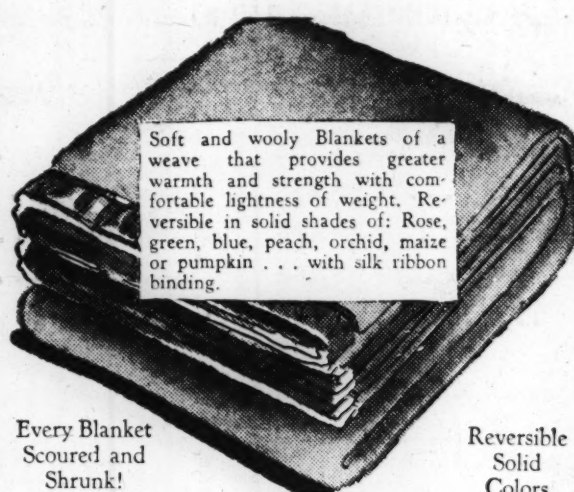 Soft and wooly Blankets of a
weave that provides greater
warmth and strength with com-
fortable lightness of weight. Re-
versible in solid shades of: Rose,
green, blue, peach, orchid, maize
or pumpkin . . . with silk ribbon
binding.
Every Blanket
Scoured and
Shrunk!
Reversible
Solid
Colors